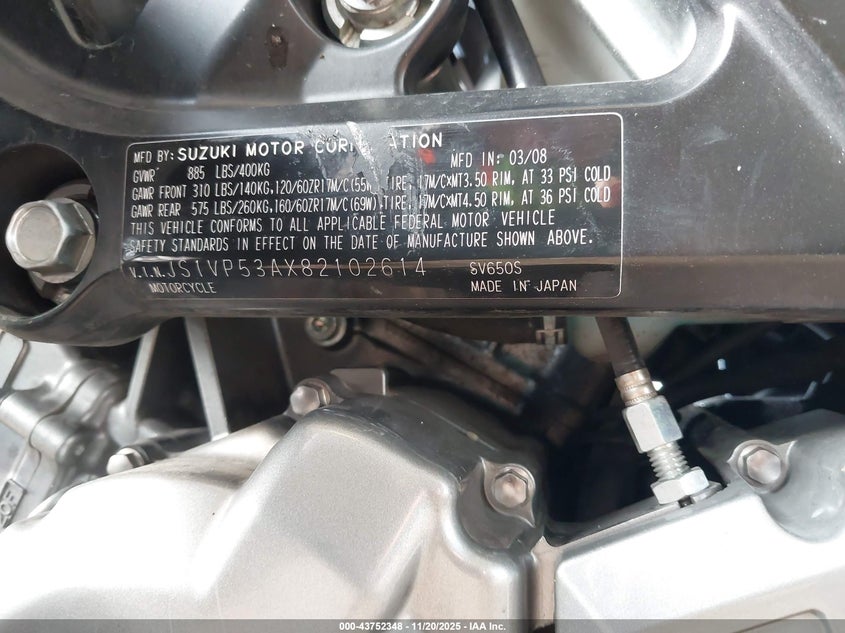 MFD BY: SUZUKI MOTOR COR ATION
GVWR 885 LBS/400KG MFD IN: 03/08
GAWR FRONT 310 LBS/140KG,120/60ZR17M/C(55W) TIRE, 17M/C×MT3.50 RIM, AT 33 PSI COLD
GAWR REAR 575 LBS/260KG,160/60ZR17M/C(69W),TIRE, 17M/C×MT4.50 RIM, AT 36 PSI COLD
THIS VEHICLE CONFORMS TO ALL APPLICABLE FEDERAL MOTOR VEHICLE
SAFETY STANDARDS IN EFFECT ON THE DATE OF MANUFACTURE SHOWN ABOVE.
V.I.N. JS1VP53AX82102614 SV650S
MOTORCYCLE MADE IN JAPAN
000-43752348 - 11/20/2025 - IAA Inc.